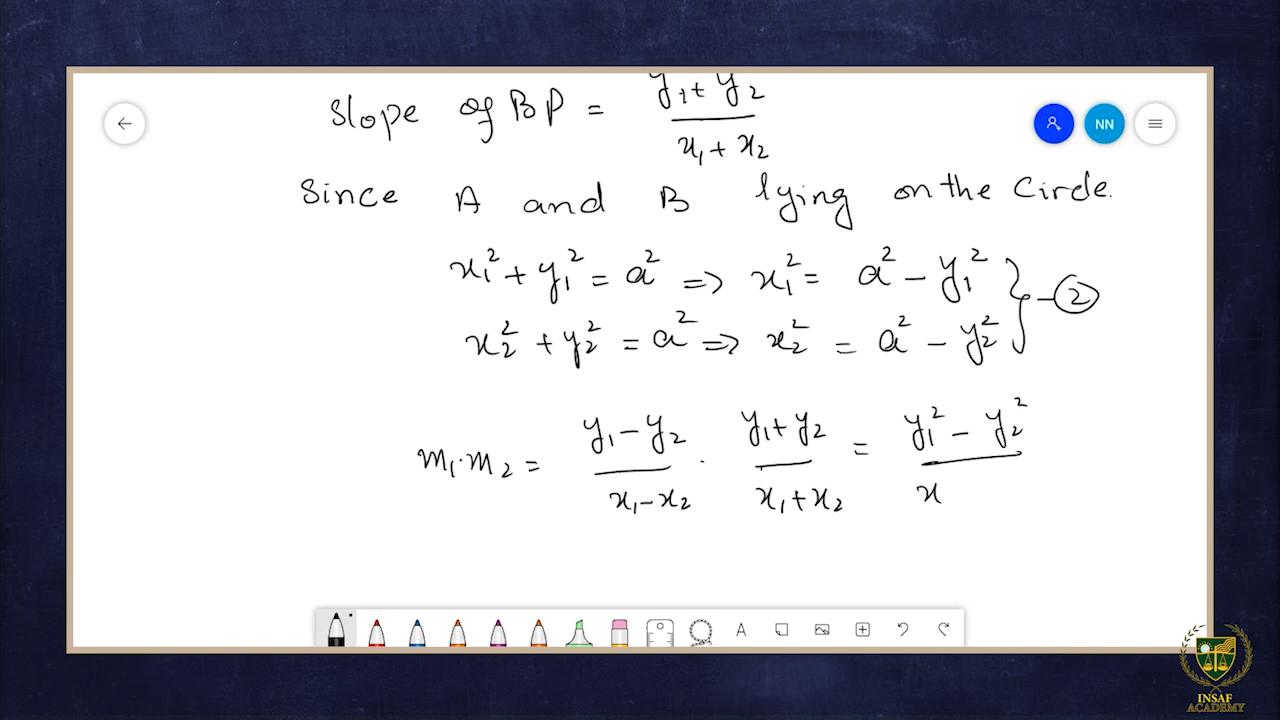 Slope of BP = y₁ + y₂ / x₁ + x₂
NN
Since A and B lying on the Circle.
x₁² + y₁² = a² => x₁² = a² - y₁²
x₂² + y₂² = a² => x₂² = a² - y₂² } - ②
m₁.m₂ = y₁ - y₂ / x₁ - x₂ . y₁ + y₂ / x₁ + x₂ = y₁² - y₂² / x
A
INSAF
ACADEMY